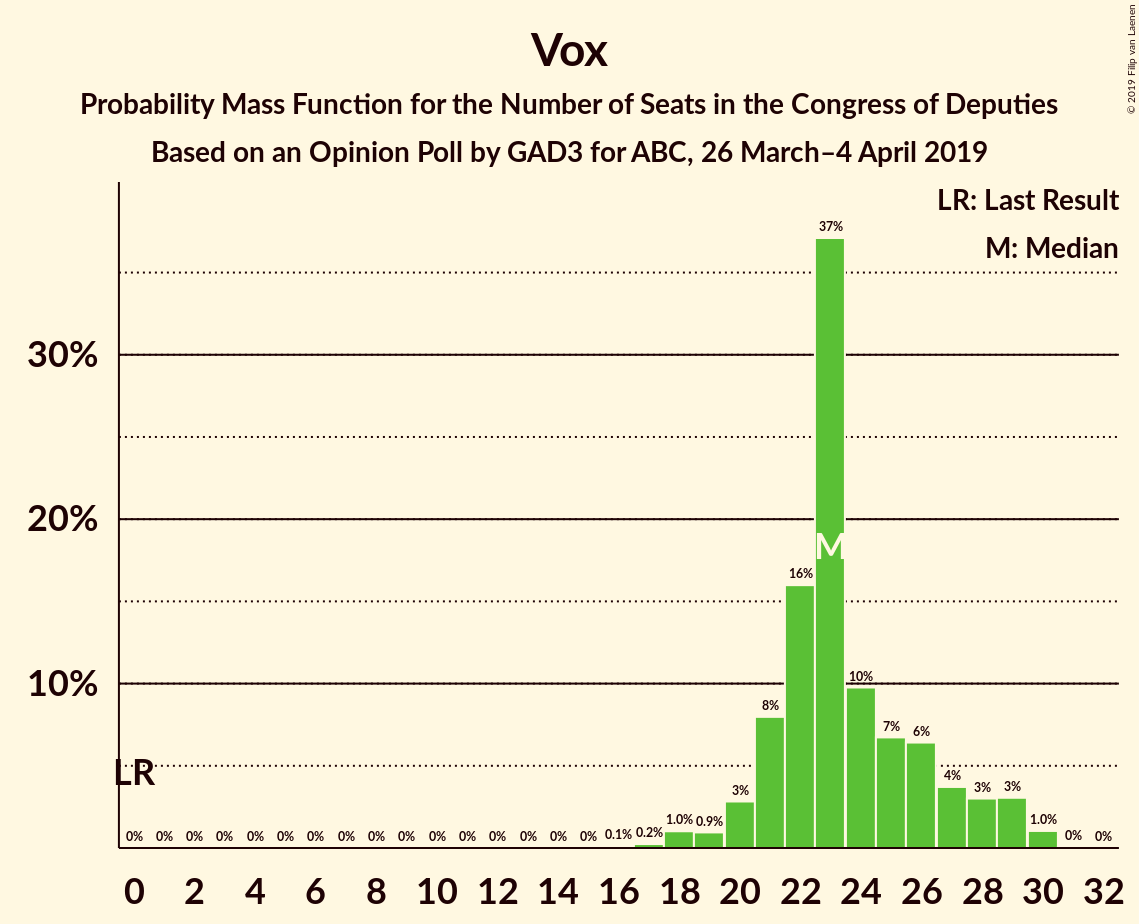 Vox
Probability Mass Function for the Number of Seats in the Congress of Deputies
Based on an Opinion Poll by GAD3 for ABC, 26 March–4 April 2019
© 2019 Filip van Laenen
LR: Last Result
M: Median
37%
30%
20%
M
16%
10%
10%
8%
7%
6%
LR
4%
3%
3%
3%
0% 0% 0% 0% 0% 0% 0% 0% 0% 0% 0% 0% 0% 0% 0% 0% 0.1% 0.2% 1.0% 0.9% 1.0% 0% 0%
0 2 4 6 8 10 12 14 16 18 20 22 24 26 28 30 32